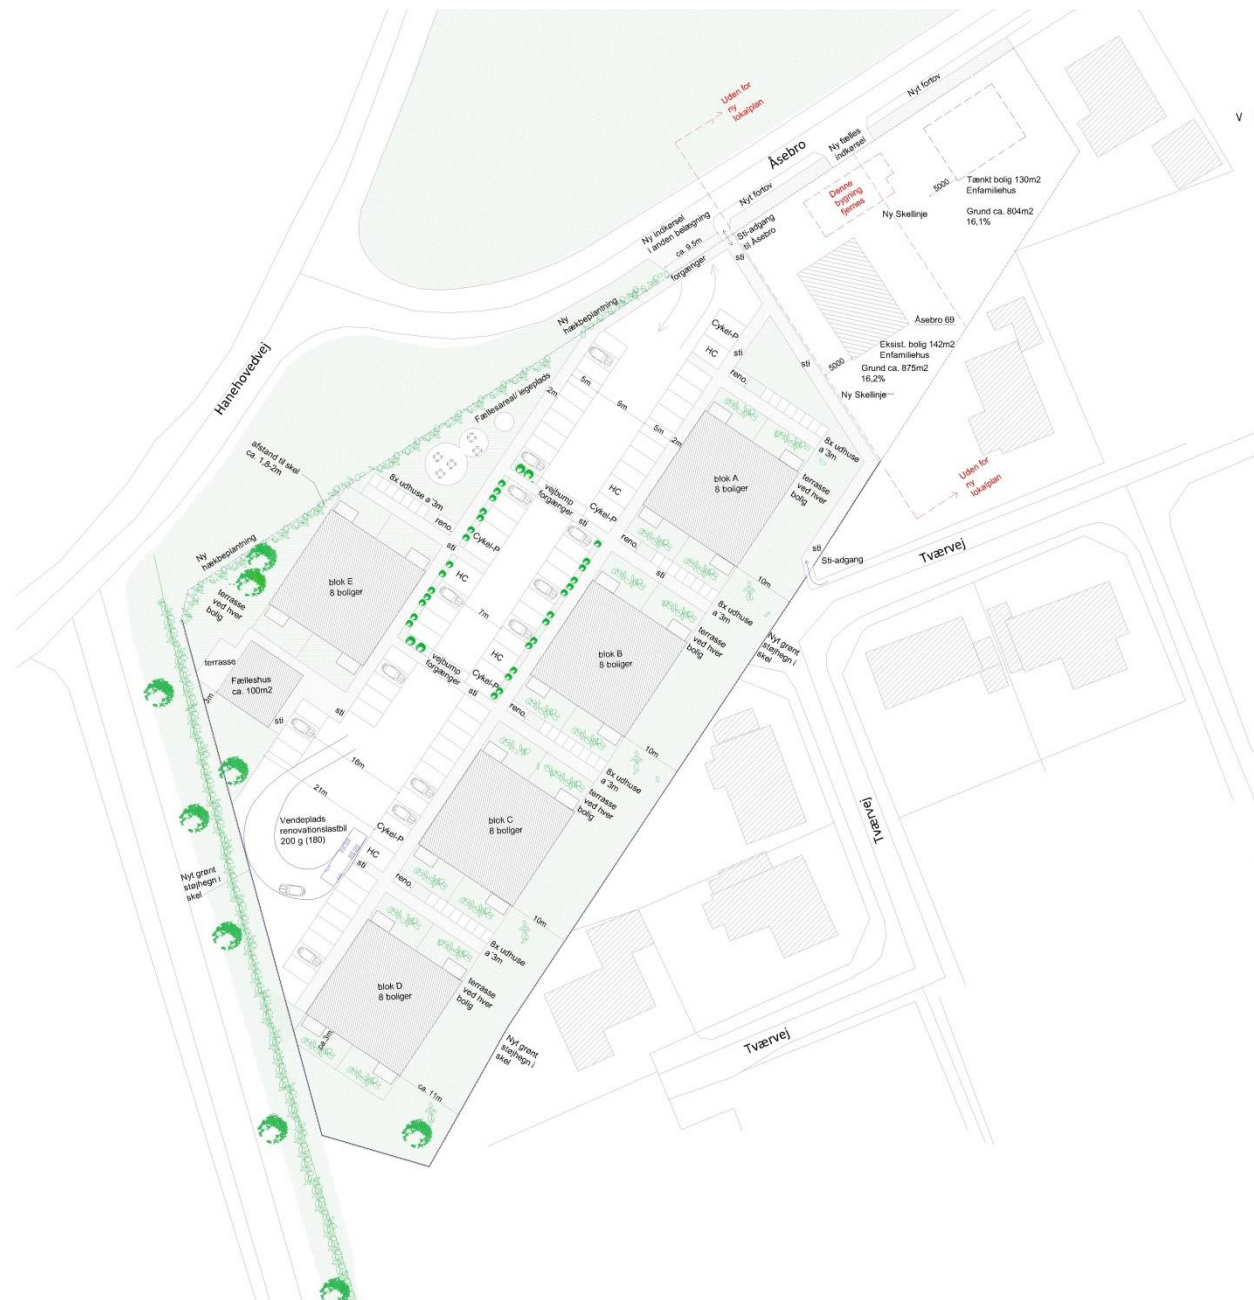 Uden for
ny
lokalplan
Nyt fortov
V
Åsebro
Ny fælles
indkørsel
Nyt fortov
Denne
bygning
fjernes
5000
Tænkt bolig 130m2
Enfamiliehus
Grund ca. 804m2
16,1%
Ny Skellinje
Ny indkørsel
i anden belægning
ca. 9,5m
Sti-adgang
til Åsebro
sti
forgænger
Åsebro 69
Eksist. bolig 142m2
Enfamiliehus
Grund ca. 875m2
16,2%
5000
sti
Ny Skellinje
Ny
hækbeplantning
Hanehovedvej
Cykel-P
HC
sti
reno.
5m
2m
9m
5m
2m
Fællesareal/ legeplads
8x udhuse
a´3m
terrasse
ved hver
bolig
afstand til skel
ca. 1,8-2m
8x udhuse a´3m
reno.
sti
Cykel-P
HC
blok A
8 boliger
HC
Cykel-P
vejbump
forgænger
sti
reno.
sti
Uden for
ny
lokalplan
Tværvej
sti
Sti-adgang
Ny
hækbeplantning
blok E
8 boliger
terrasse
ved hver
bolig
7m
10m
8x udhuse
a´3m
terrasse
ved hver
bolig
Nyt grønt
støjhegn i
skel
blok B
8 boliger
HC
Cykel-P
vejbump
forgænger
sti
reno.
terrasse
Fælleshus
ca. 100m2
3m
sti
sti
16m
21m
10m
8x udhuse
a´3m
terrasse
ved hver
bolig
Vendeplads
renovationslastbil
200 g (180)
blok C
8 boliger
Cykel-P
HC
sti
reno.
Tværvej
Nyt grønt
støjhegn i
skel
10m
8x udhuse
a´3m
terrasse
ved hver
bolig
blok D
8 boliger
ca.3m
Nyt grønt
støjhegn i
skel
Tværvej
ca. 11m